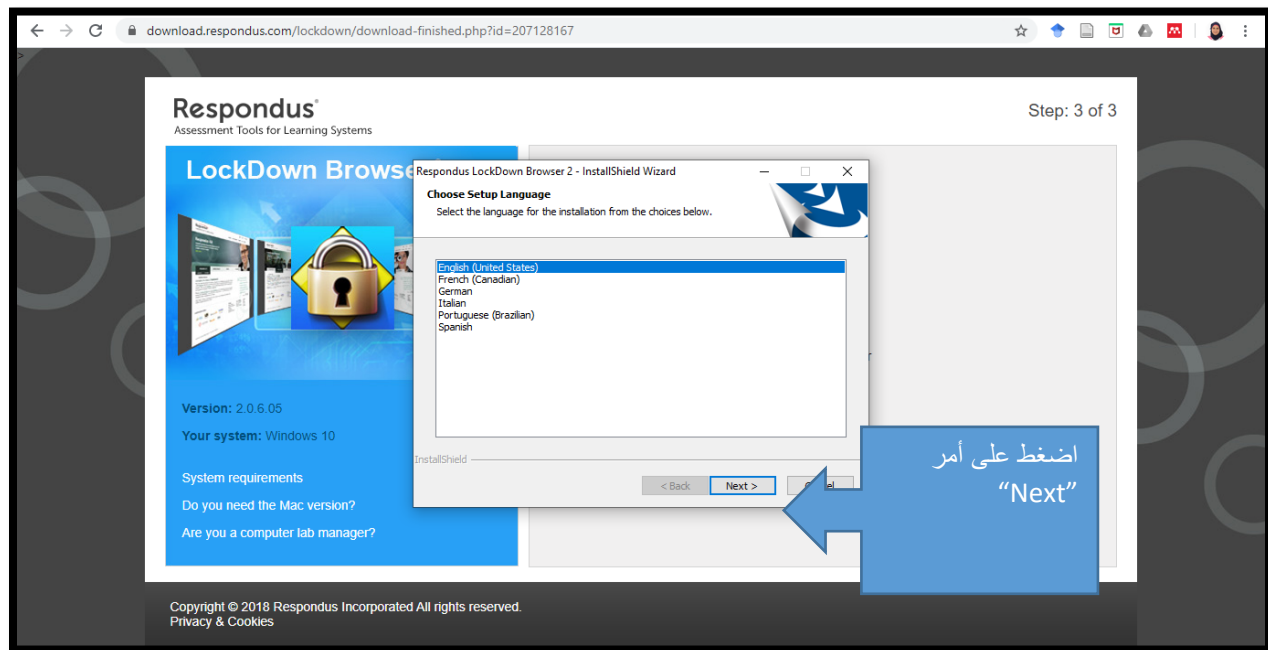 download.respondus.com/lockdown/download-finished.php?id=207128167
>
Respondus®
Assessment Tools for Learning Systems
Step: 3 of 3
LockDown Browse
Version: 2.0.6.05
Your system: Windows 10
System requirements
Do you need the Mac version?
Are you a computer lab manager?
Respondus LockDown Browser 2 - InstallShield Wizard
Choose Setup Language
Select the language for the installation from the choices below.
English (United States)
French (Canadian)
German
Italian
Portuguese (Brazilian)
Spanish
InstallShield
< Back Next >
اضغط على أمر
“Next”
Copyright © 2018 Respondus Incorporated All rights reserved.
Privacy & Cookies